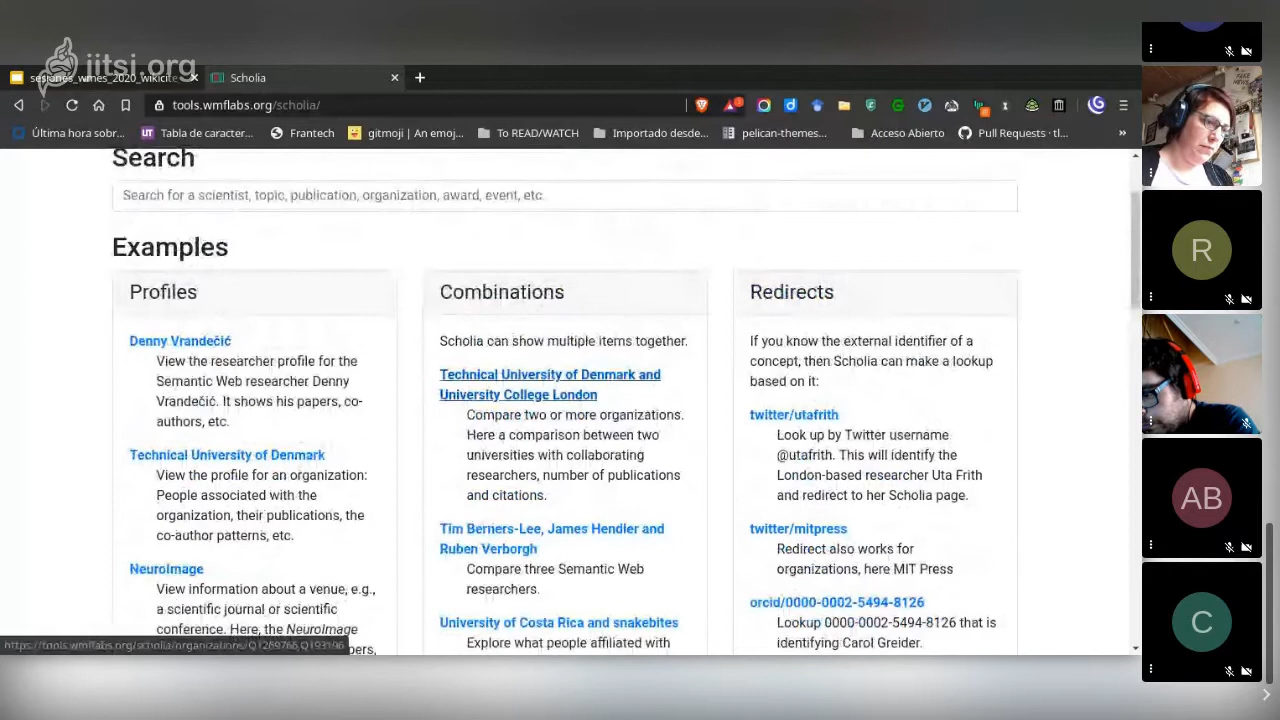 jitsi.org
sesiones_wmes_2020_wikicite
Scholia
tools.wmflabs.org/scholia/
Última hora sobr...
Tabla de caracter...
Frantech
gitmoji | An emoj...
To READ/WATCH
Importado desde...
pelican-themes...
Acceso Abierto
Pull Requests · tl...
»
Search
Search for a scientist, topic, publication, organization, award, event, etc.
Examples
Profiles
Denny Vrandečić
View the researcher profile for the
Semantic Web researcher Denny
Vrandečić. It shows his papers, co-
authors, etc.
Technical University of Denmark
View the profile for an organization:
People associated with the
organization, their publications, the
co-author patterns, etc.
NeuroImage
View information about a venue, e.g.,
a scientific journal or scientific
conference. Here, the NeuroImage
pers,
https://tools.wmflabs.org/scholia/organizations/Q1269766,Q193196
Combinations
Scholia can show multiple items together.
Technical University of Denmark and
University College London
Compare two or more organizations.
Here a comparison between two
universities with collaborating
researchers, number of publications
and citations.
Tim Berners-Lee, James Hendler and
Ruben Verborgh
Compare three Semantic Web
researchers.
University of Costa Rica and snakebites
Explore what people affiliated with
Redirects
If you know the external identifier of a
concept, then Scholia can make a lookup
based on it:
twitter/utafrith
Look up by Twitter username
@utafrith. This will identify the
London-based researcher Uta Frith
and redirect to her Scholia page.
twitter/mitpress
Redirect also works for
organizations, here MIT Press
orcid/0000-0002-5494-8126
Lookup 0000-0002-5494-8126 that is
identifying Carol Greider.
R
AB
C